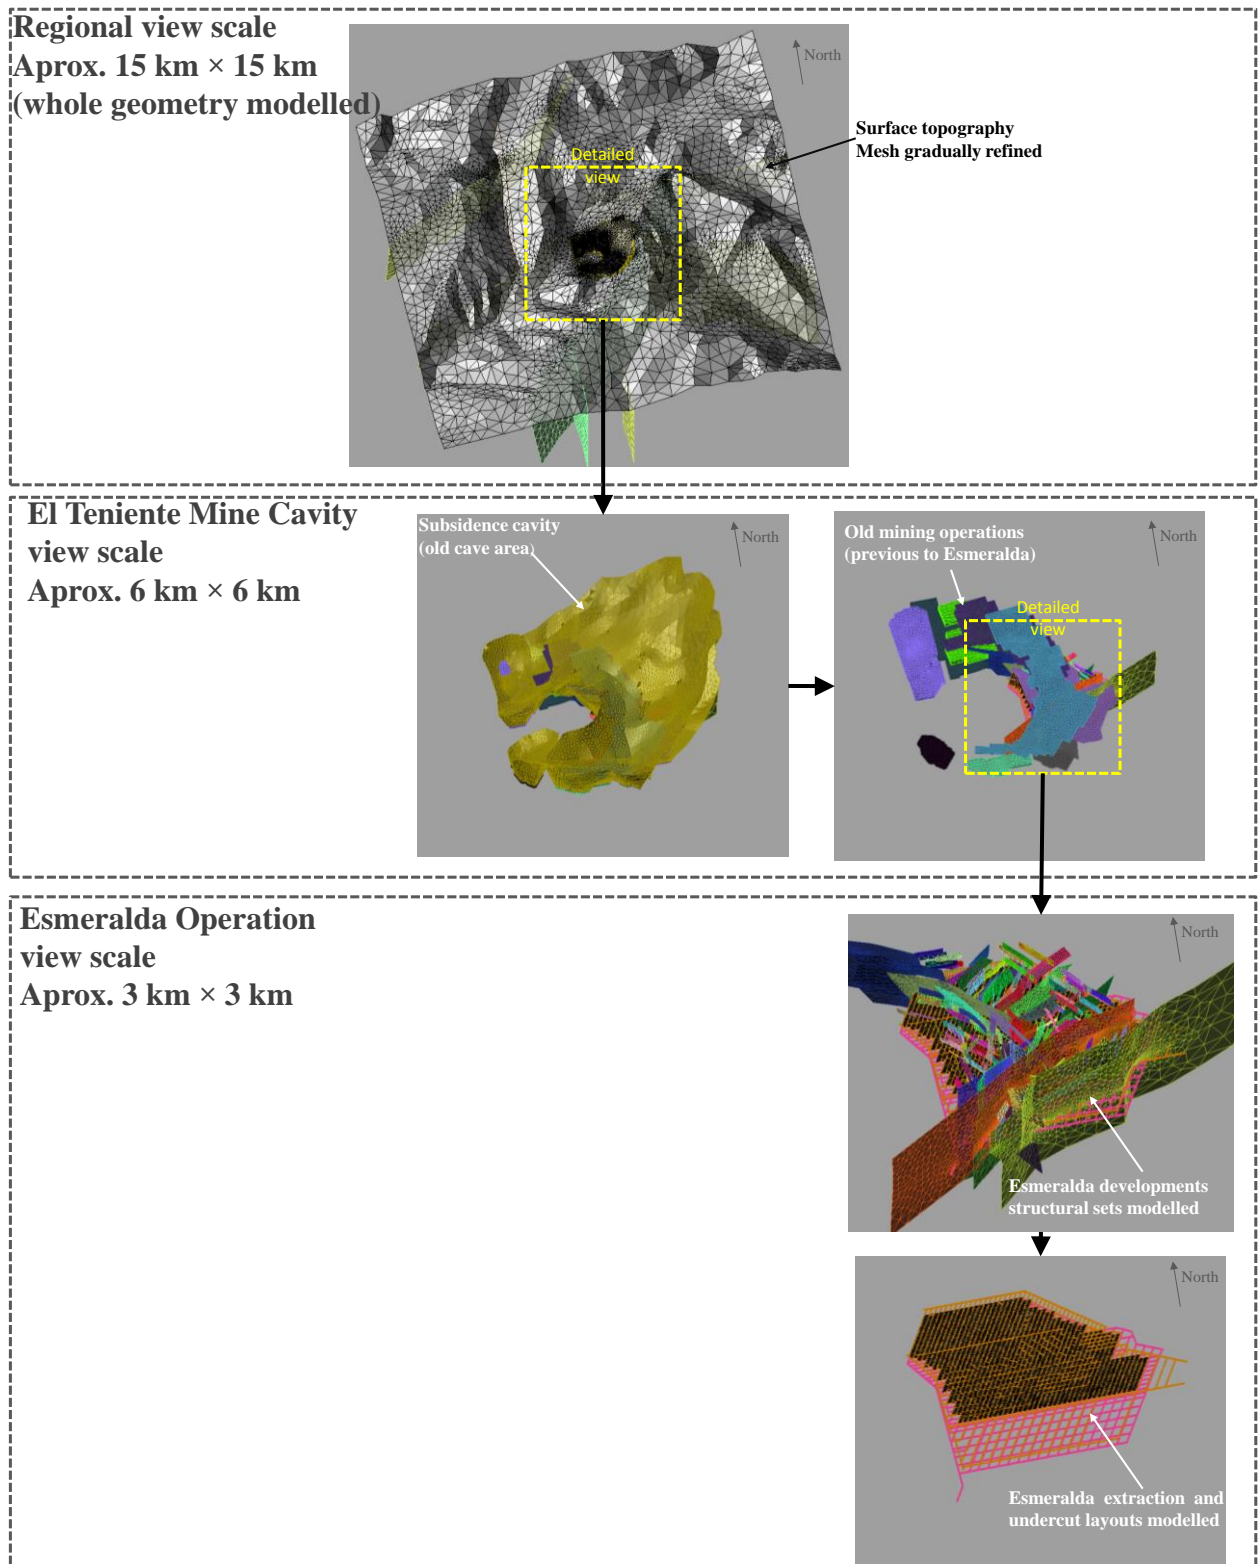 Regional view scale
Aprox. 15 km × 15 km
(whole geometry modelled)
North
Surface topography
Mesh gradually refined
Detailed
view
El Teniente Mine Cavity
view scale
Aprox. 6 km × 6 km
Subsidence cavity
(old cave area)
North
Old mining operations
(previous to Esmeralda)
North
Detailed
view
Esmeralda Operation
view scale
Aprox. 3 km × 3 km
North
Esmeralda developments
structural sets modelled
North
Esmeralda extraction and
undercut layouts modelled